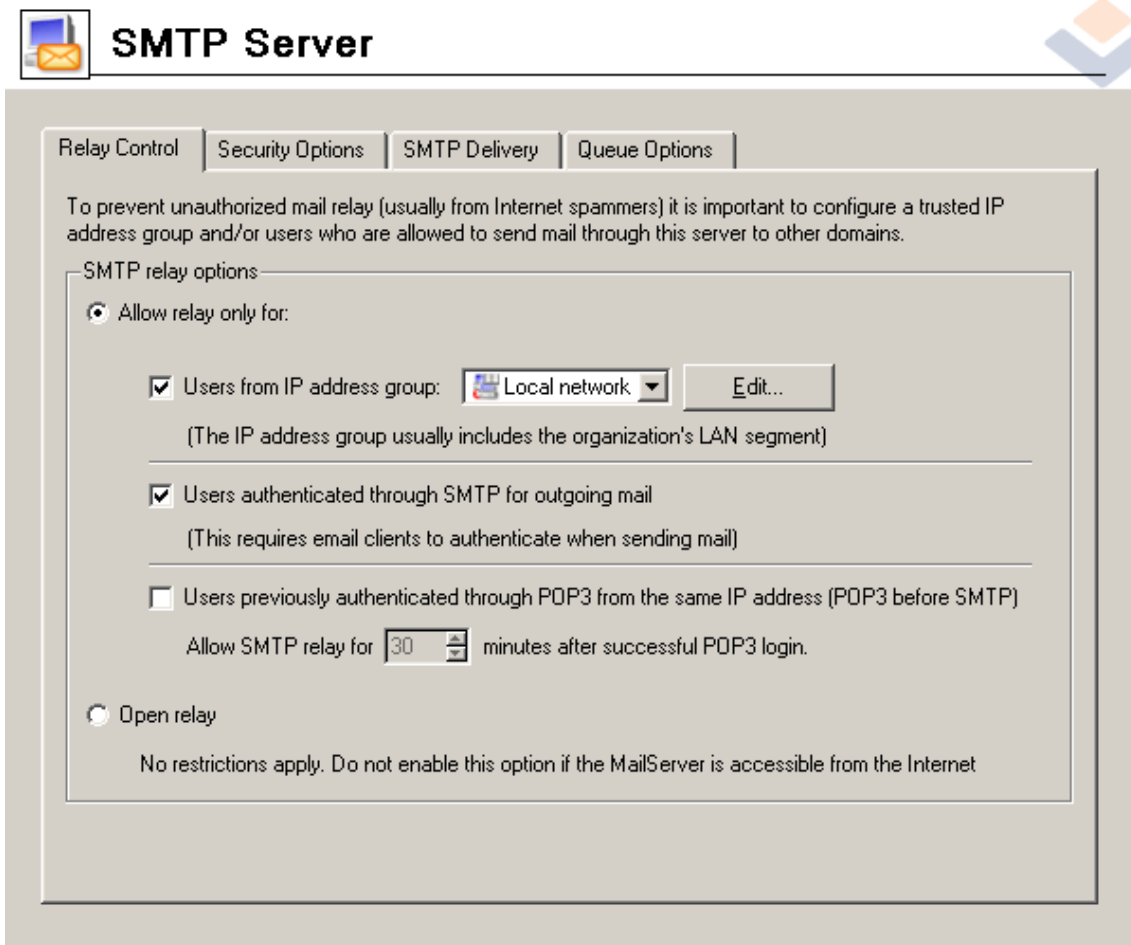 SMTP Server
Relay Control Security Options SMTP Delivery Queue Options
To prevent unauthorized mail relay (usually from Internet spammers) it is important to configure a trusted IP
address group and/or users who are allowed to send mail through this server to other domains.
SMTP relay options
Allow relay only for:
Users from IP address group: Local network Edit...
(The IP address group usually includes the organization's LAN segment)
Users authenticated through SMTP for outgoing mail
(This requires email clients to authenticate when sending mail)
Users previously authenticated through POP3 from the same IP address (POP3 before SMTP)
Allow SMTP relay for 30 minutes after successful POP3 login.
Open relay
No restrictions apply. Do not enable this option if the MailServer is accessible from the Internet